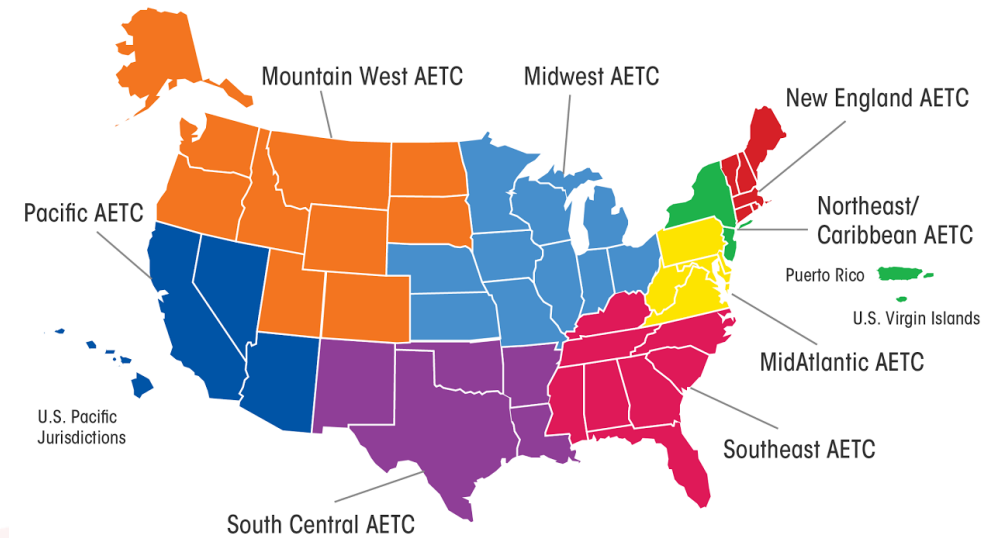 Mountain West AETC
Midwest AETC
New England AETC
Pacific AETC
Northeast/
Caribbean AETC
Puerto Rico
U.S. Virgin Islands
MidAtlantic AETC
U.S. Pacific
Jurisdictions
Southeast AETC
South Central AETC